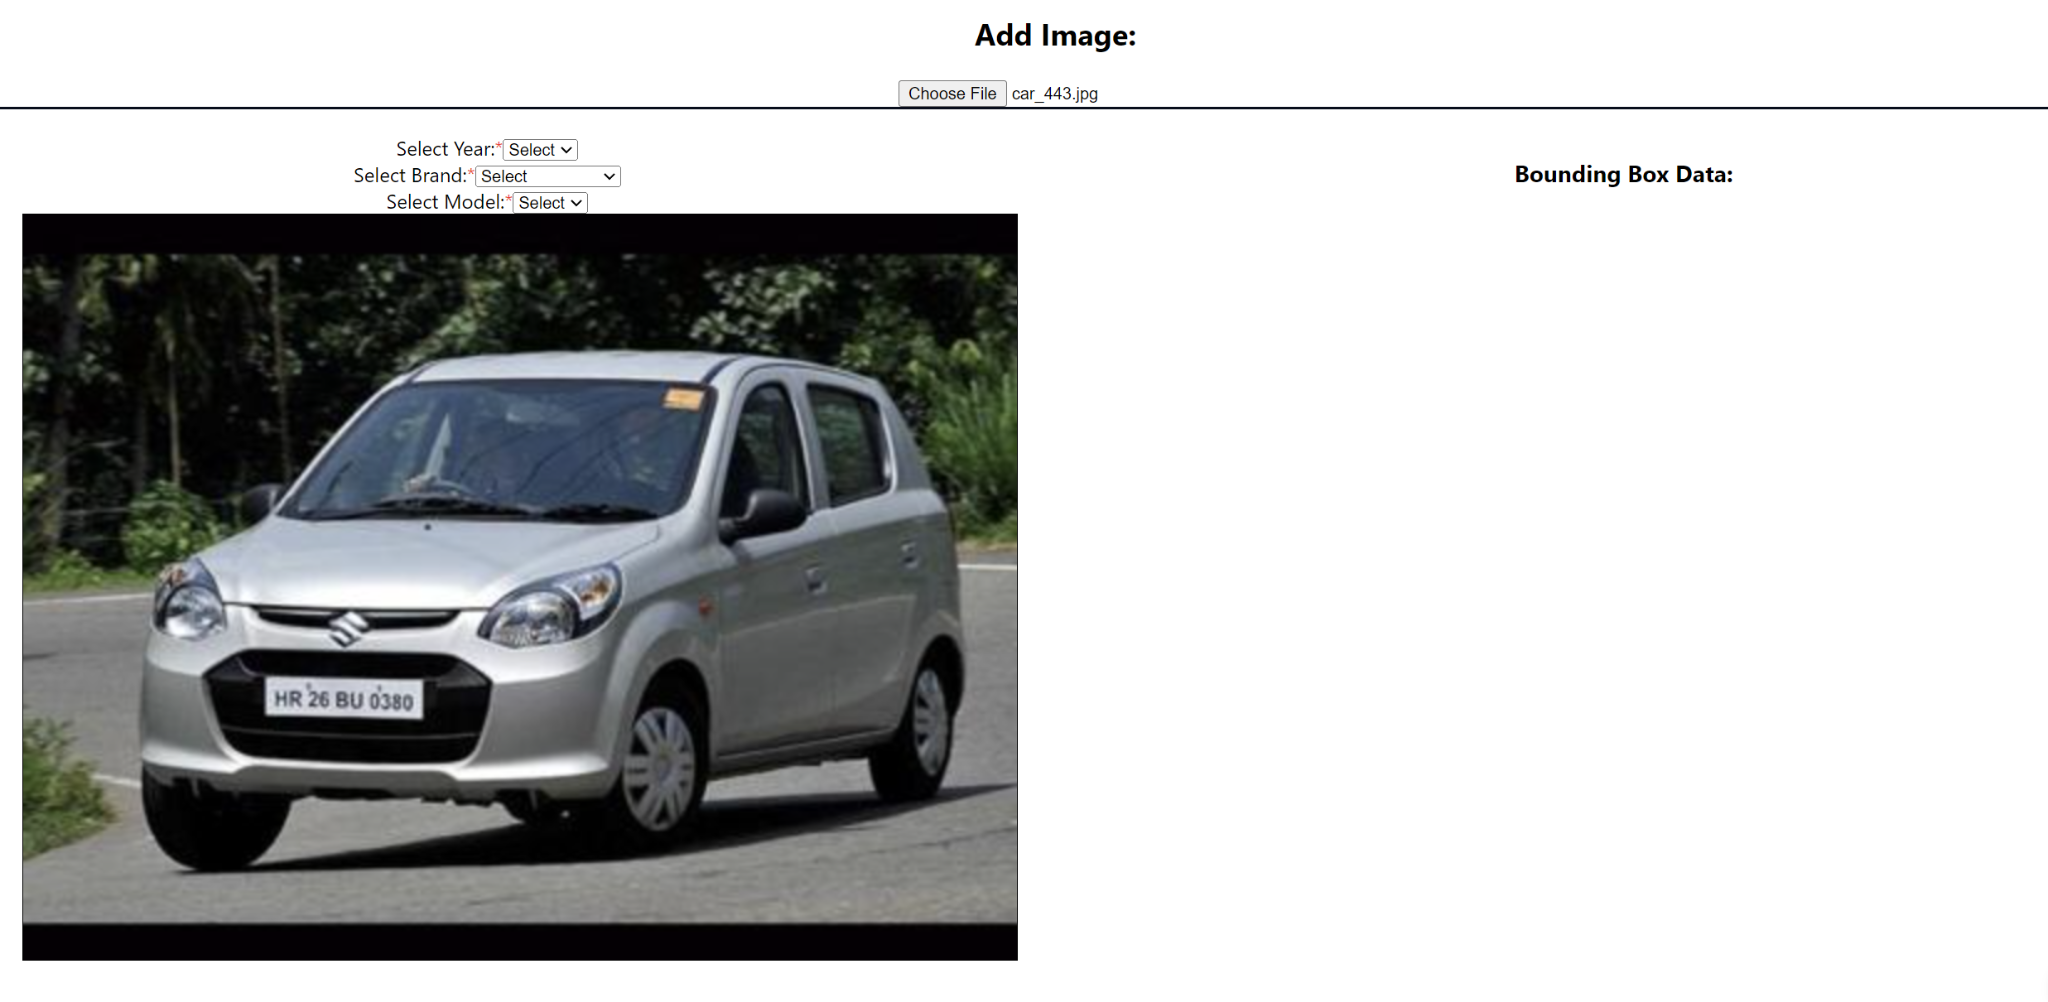 Add Image:
Choose File car_443.jpg
Select Year:*Select
Select Brand:*Select
Select Model:*Select
Bounding Box Data:
HR 26 BU 0380